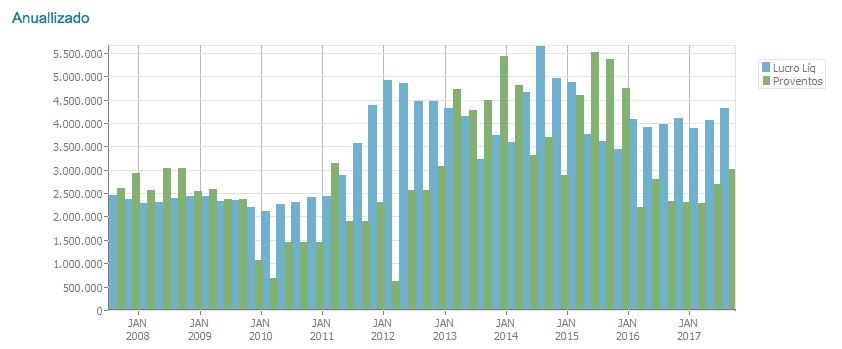 Anuallizado
5.500.000
5.000.000
4.500.000
4.000.000
3.500.000
3.000.000
2.500.000
2.000.000
1.500.000
1.000.000
500.000
0
JAN
2008
JAN
2009
JAN
2010
JAN
2011
JAN
2012
JAN
2013
JAN
2014
JAN
2015
JAN
2016
JAN
2017
Lucro Líq
Proventos